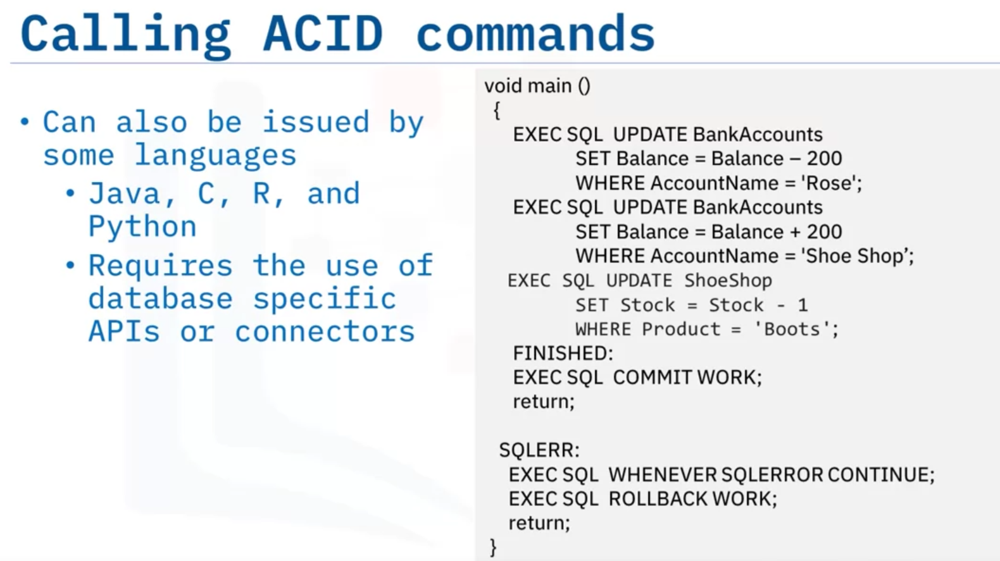 Calling ACID commands
• Can also be issued by
some languages
• Java, C, R, and
Python
• Requires the use of
database specific
APIs or connectors
void main ()
{
EXEC SQL UPDATE BankAccounts
SET Balance = Balance – 200
WHERE AccountName = 'Rose';
EXEC SQL UPDATE BankAccounts
SET Balance = Balance + 200
WHERE AccountName = 'Shoe Shop’;
EXEC SQL UPDATE ShoeShop
SET Stock = Stock - 1
WHERE Product = 'Boots';
FINISHED:
EXEC SQL COMMIT WORK;
return;
SQLERR:
EXEC SQL WHENEVER SQLERROR CONTINUE;
EXEC SQL ROLLBACK WORK;
return;
}